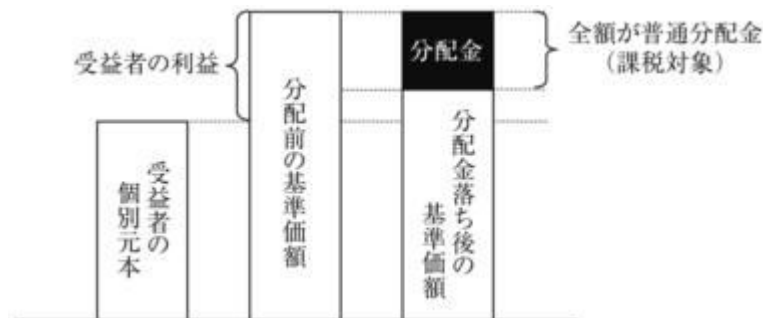 受益者の利益
受益者の
個別元本
分配前の基準価額
分配金
分配金落ち後の
基準価額
全額が普通分配金
（課税対象）